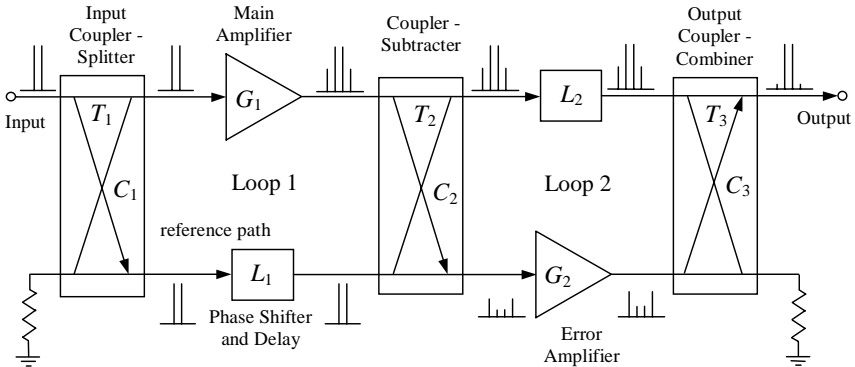 Input
Coupler -
Splitter
Main
Amplifier
Coupler -
Subtracter
Output
Coupler -
Combiner
Input
T1
G1
T2
L2
T3
Output
C1
Loop 1
C2
Loop 2
C3
reference path
L1
G2
Phase Shifter
and Delay
Error
Amplifier